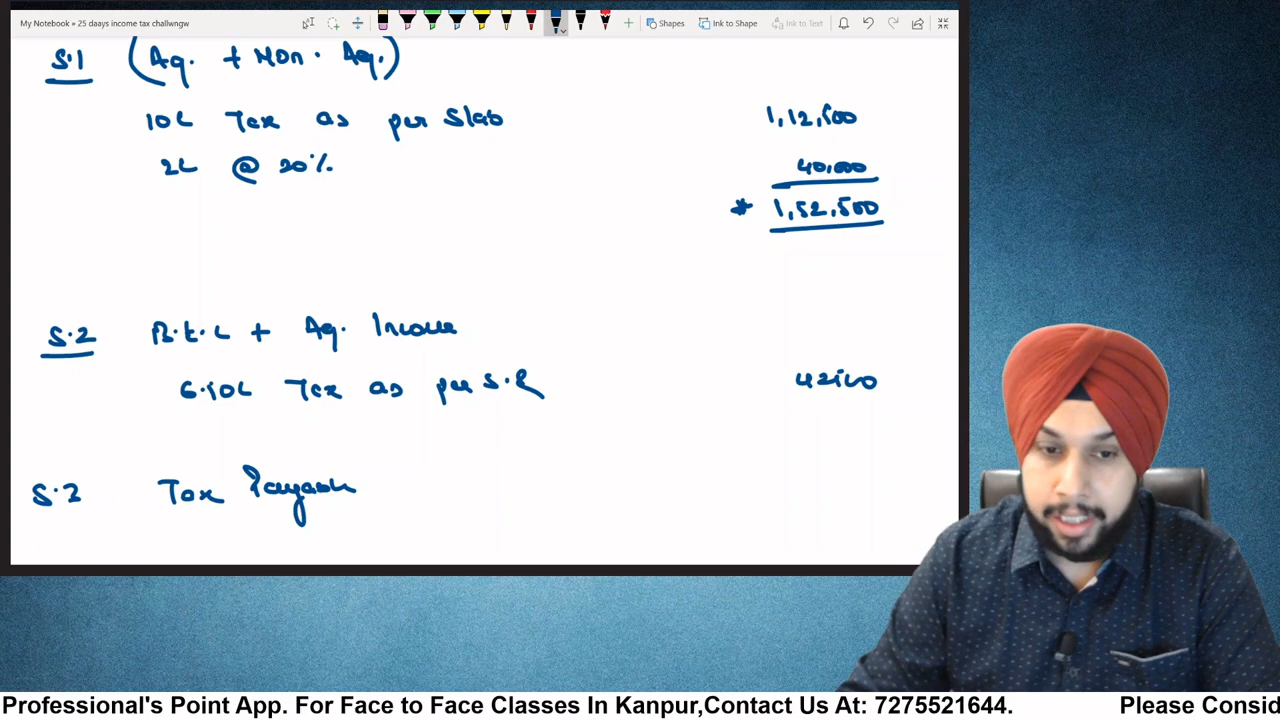 My Notebook » 25 daays income tax challwngw
Shapes
Ink to Shape
Ink to Text
S.1 (Ag. + Non. Ag.)
10L Tax as per Slab 1,12,500
2L @ 20% 40,000
* 1,52,500
S.2 B.E.L + Ag. Income
6.10L Tax as per S.R
S.2 Tax Payable
Professional's Point App. For Face to Face Classes In Kanpur,Contact Us At: 7275521644. Please Consid